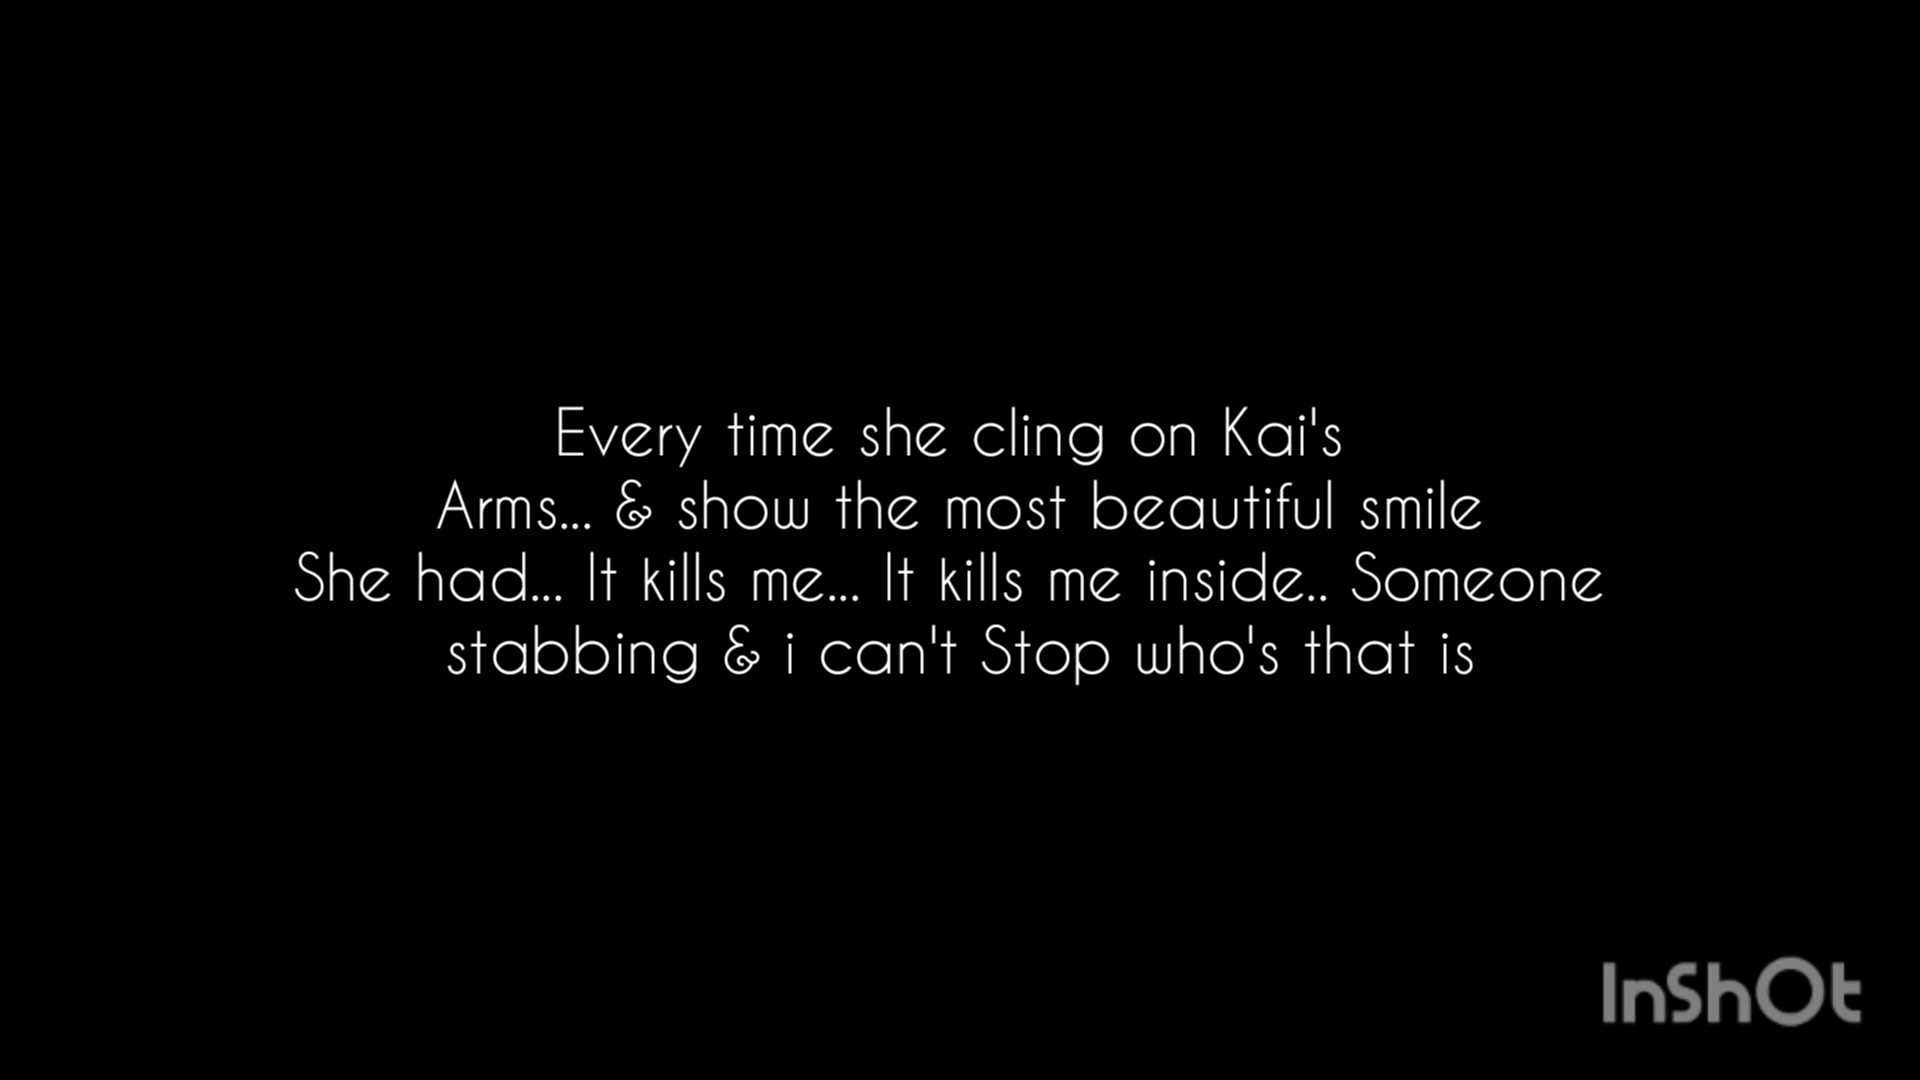 Every time she cling on Kai's
Arms... & show the most beautiful smile
She had... It kills me... It kills me inside.. Someone
stabbing & i can't Stop who's that is
InShOt